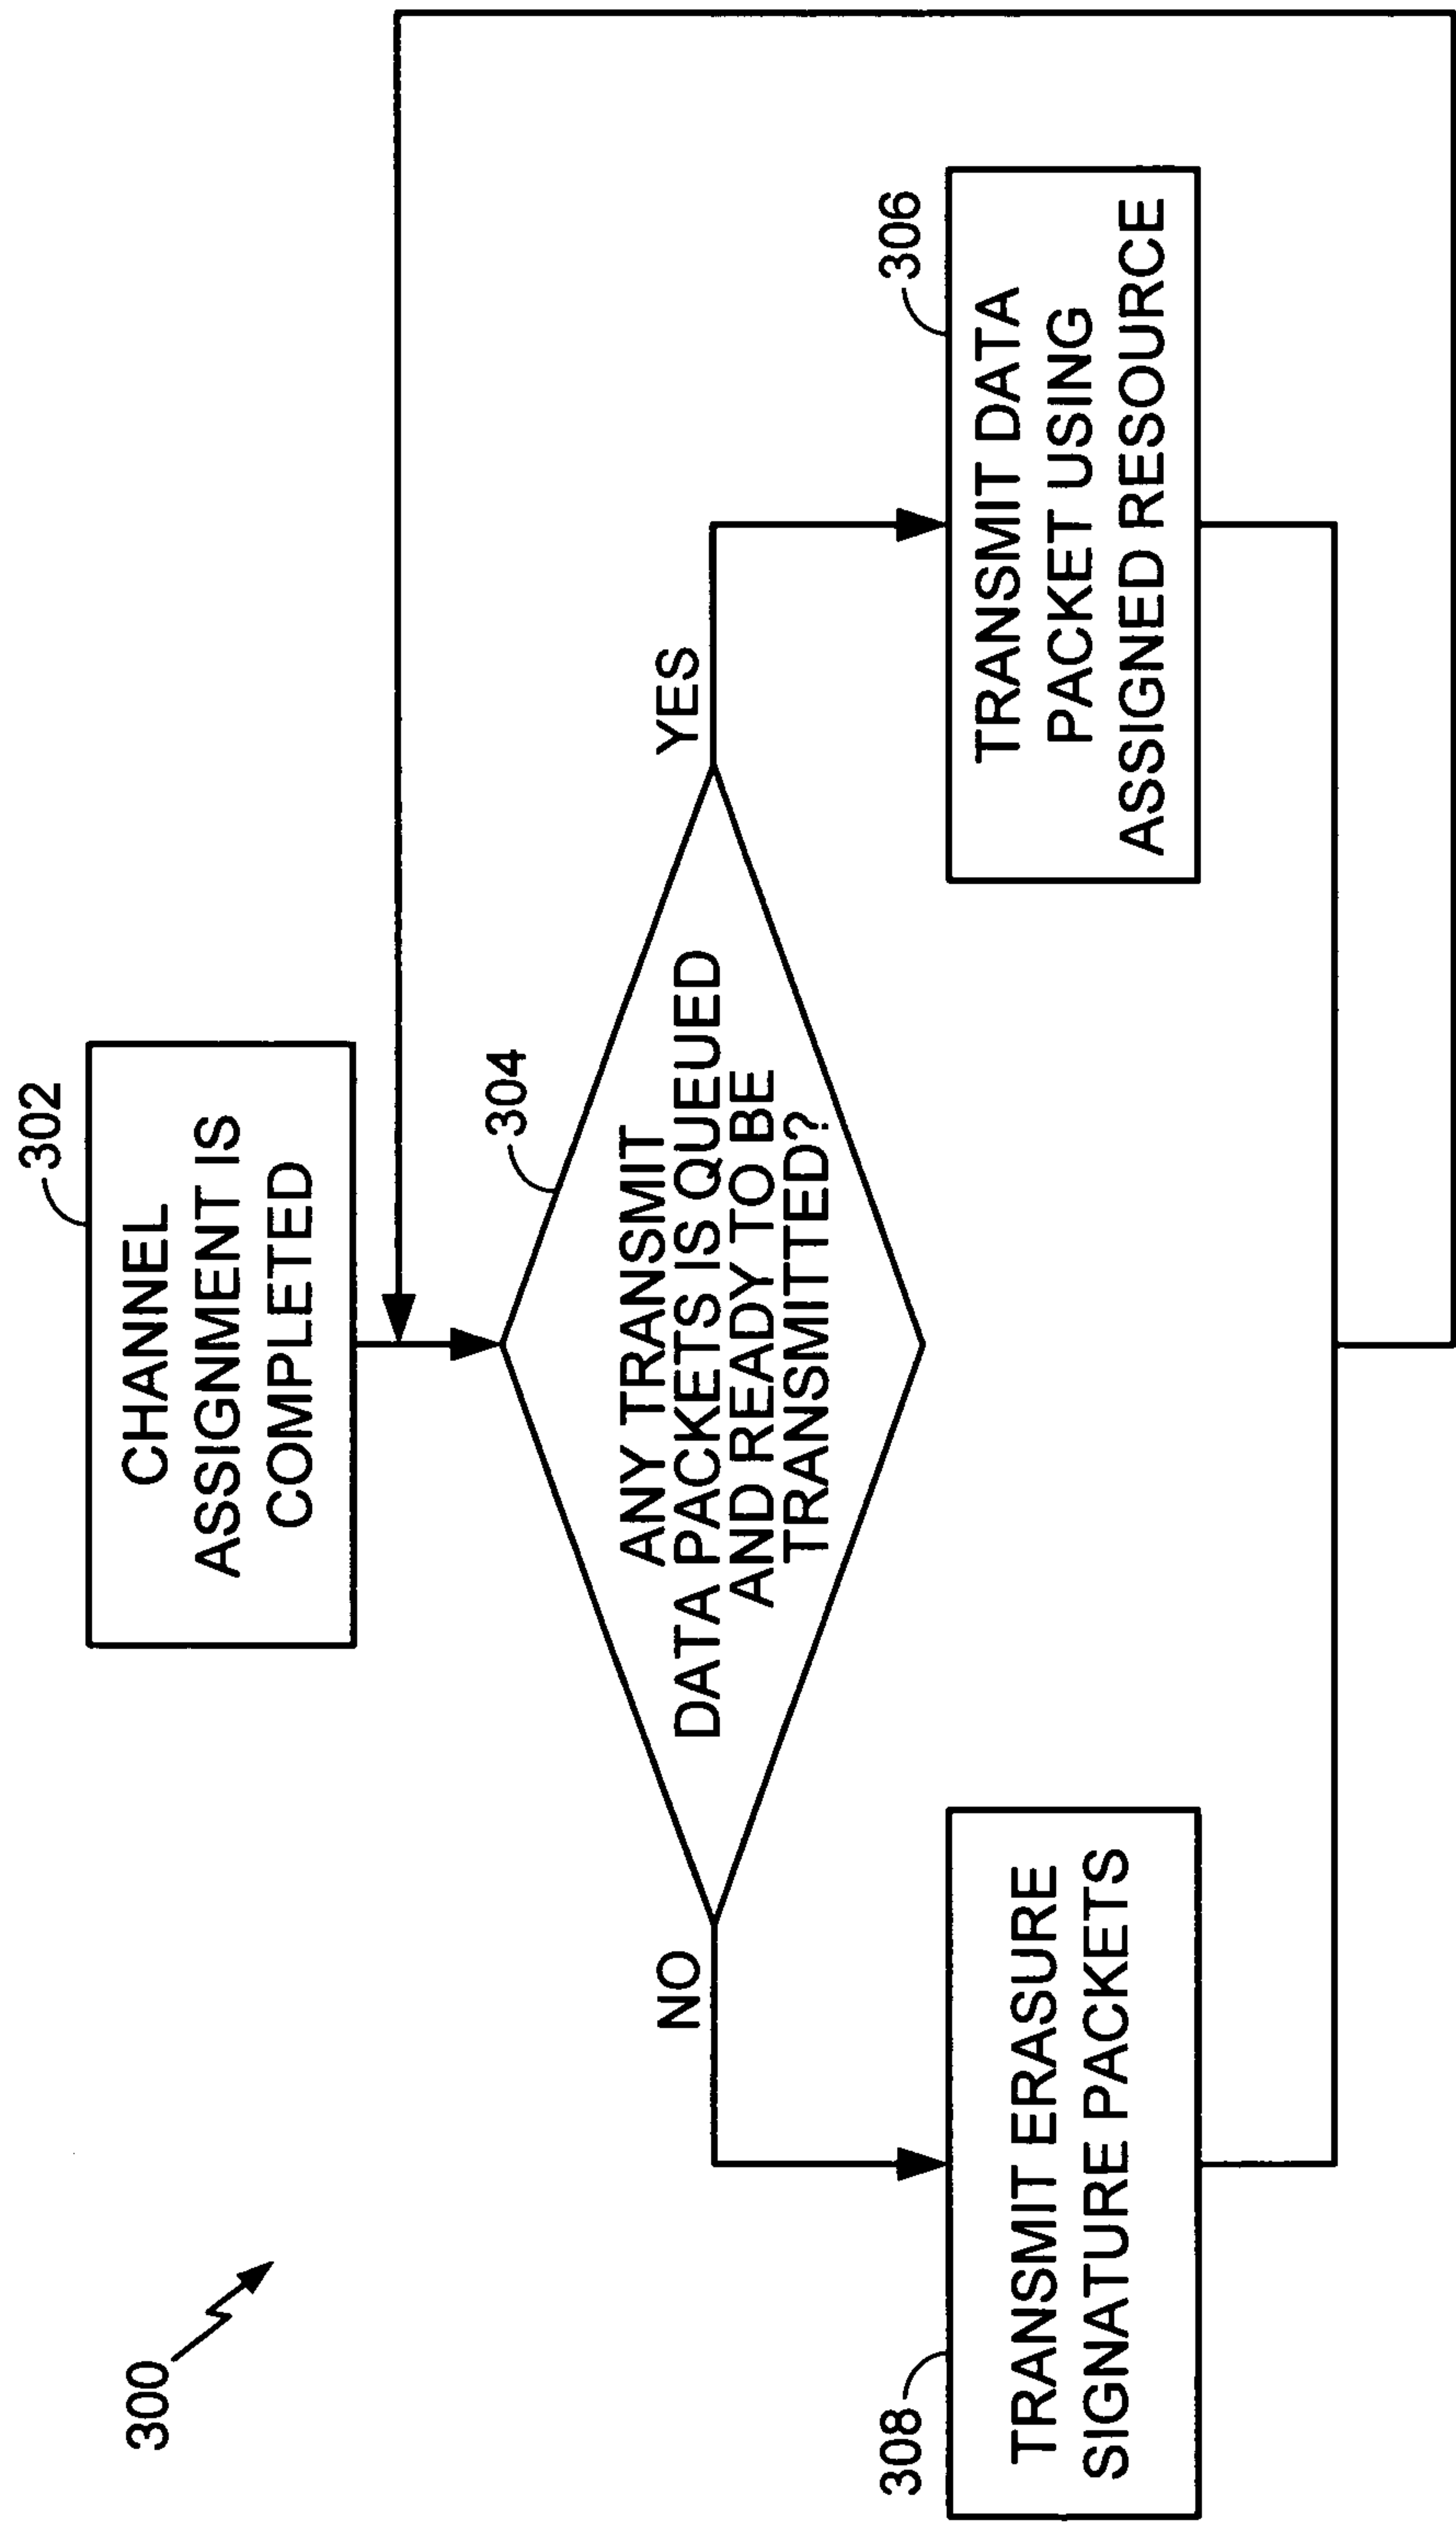 300
302
CHANNEL
ASSIGNMENT IS
COMPLETED
304
ANY TRANSMIT
DATA PACKETS IS QUEUED
AND READY TO BE
TRANSMITTED?
NO
YES
308
TRANSMIT ERASURE
SIGNATURE PACKETS
306
TRANSMIT DATA
PACKET USING
ASSIGNED RESOURCE